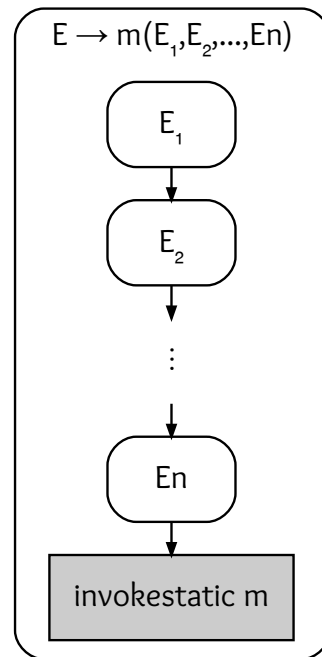 E → m(E₁,E₂,...,En)
E₁
E₂
⋮
En
invokestatic m